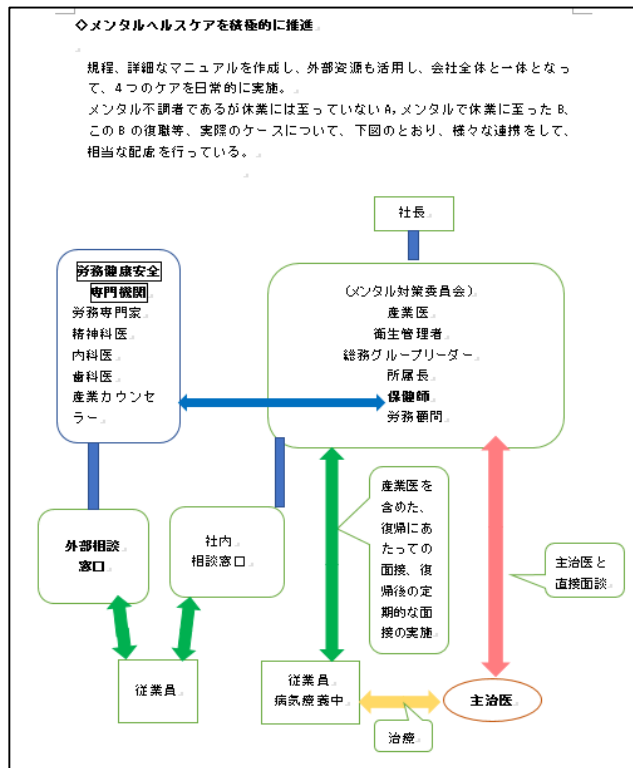 ◇メンタルヘルスケアを積極的に推進
規程、詳細なマニュアルを作成し、外部資源も活用し、会社全体と一体となっ
て、４つのケアを日常的に実施。
メンタル不調者であるが休業には至っていない A，メンタルで休業に至った B、
この B の復職等、実際のケースについて、下図のとおり、様々な連携をして、
相当な配慮を行っている。
社長
労務健康安全
専門機関
労務専門家
精神科医
内科医
歯科医
産業カウンセ
ラー
（メンタル対策委員会）
産業医
衛生管理者
総務グループリーダー
所属長
保健師
労務顧問
外部相談
窓口
社内
相談窓口
産業医を
含めた、
復帰にあ
たっての
面接、復
帰後の定
期的な面
接の実施
主治医と
直接面談
従業員
従業員
病気療養中
主治医
治療